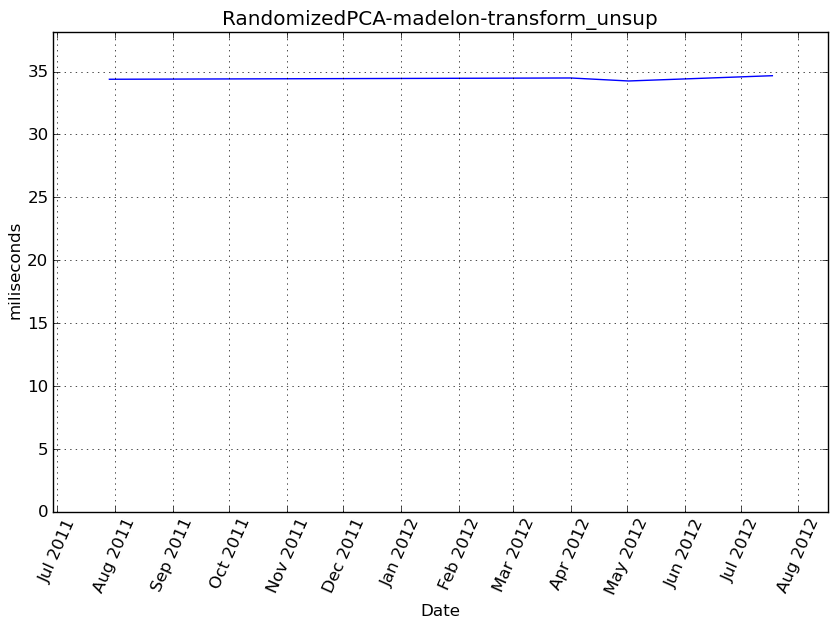 RandomizedPCA-madelon-transform_unsup
35
30
25
20
15
10
5
0
miliseconds
Jul 2011
Aug 2011
Sep 2011
Oct 2011
Nov 2011
Dec 2011
Jan 2012
Feb 2012
Mar 2012
Apr 2012
May 2012
Jun 2012
Jul 2012
Aug 2012
Date